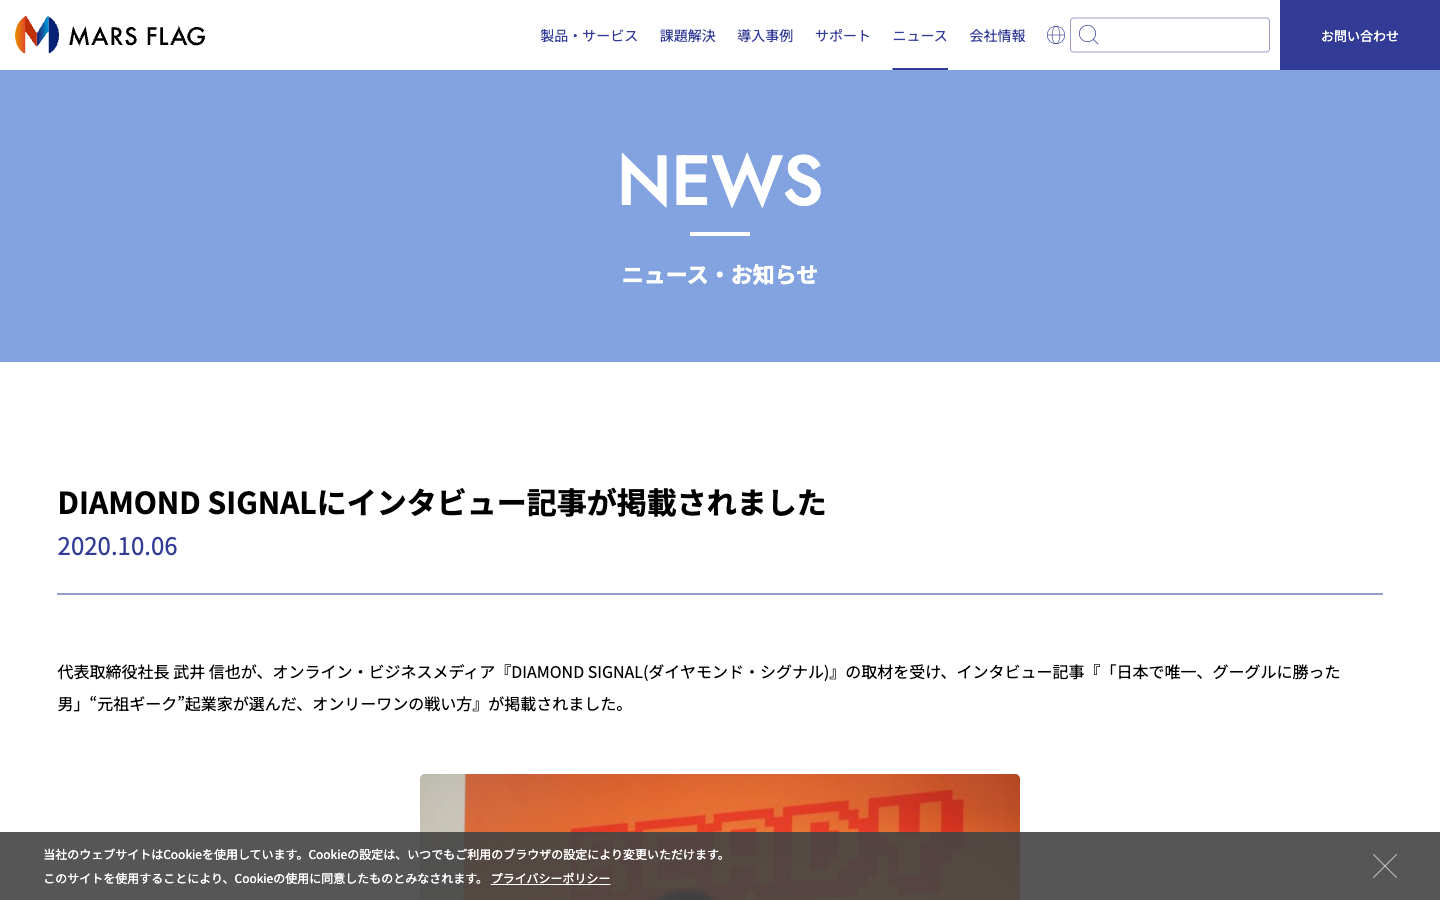 MARS FLAG
製品・サービス 課題解決 導入事例 サポート ニュース 会社情報
お問い合わせ
NEWS
ニュース・お知らせ
DIAMOND SIGNALにインタビュー記事が掲載されました
2020.10.06
代表取締役社長 武井 信也が、オンライン・ビジネスメディア『DIAMOND SIGNAL(ダイヤモンド・シグナル)』の取材を受け、インタビュー記事『「日本で唯一、グーグルに勝った
男」“元祖ギーク”起業家が選んだ、オンリーワンの戦い方』が掲載されました。
当社のウェブサイトはCookieを使用しています。Cookieの設定は、いつでもご利用のブラウザの設定により変更いただけます。
このサイトを使用することにより、Cookieの使用に同意したものとみなされます。 プライバシーポリシー